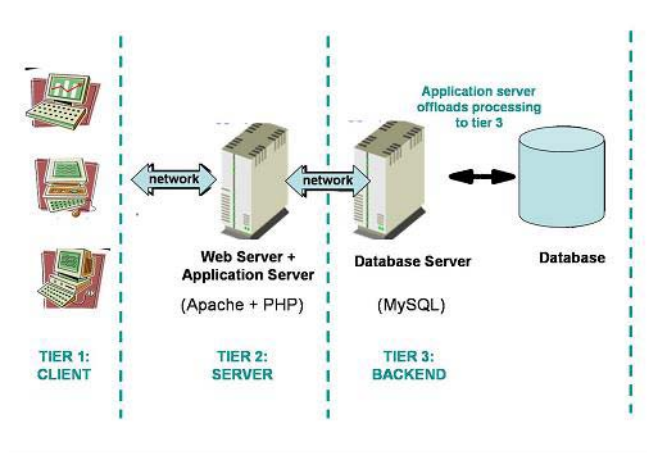 Application server
offloads processing
to tier 3
network
network
Web Server +
Application Server
(Apache + PHP)
Database Server
(MySQL)
Database
TIER 1:
CLIENT
TIER 2:
SERVER
TIER 3:
BACKEND